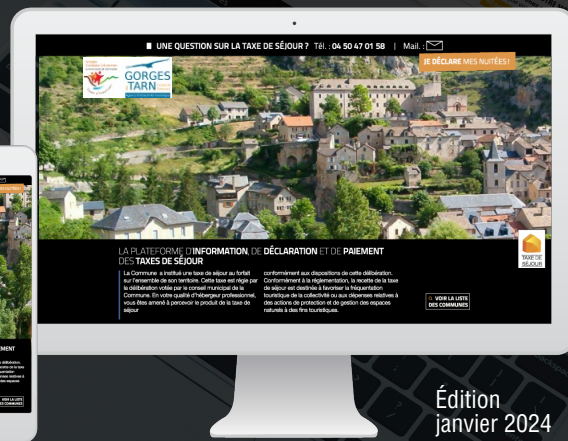 UNE QUESTION SUR LA TAXE DE SÉJOUR ? Tél. : 04 50 47 01 58 | Mail. :
JE DÉCLARE MES NUITÉES !
GORGES
TARN
LA PLATEFORME D'INFORMATION, DE DÉCLARATION ET DE PAIEMENT
DES TAXES DE SÉJOUR
La Commune a institué une taxe de séjour au forfait
sur l'ensemble de son territoire. Cette taxe est régie par
la délibération votée par le conseil municipal de la
Commune. En votre qualité d'hébergeur professionnel,
vous êtes amené à percevoir le produit de la taxe de
séjour
conformément aux dispositions de cette délibération.
Conformément à la réglementation, la recette de la taxe
de séjour est destinée à favoriser la fréquentation
touristique de la collectivité ou aux dépenses relatives à
des actions de protection et de gestion des espaces
naturels à des fins touristiques.
TAXE DE
SÉJOUR
VOIR LA LISTE
DES COMMUNES
EMENT
VOIR LA LISTE
DES COMMUNES
Édition
janvier 2024